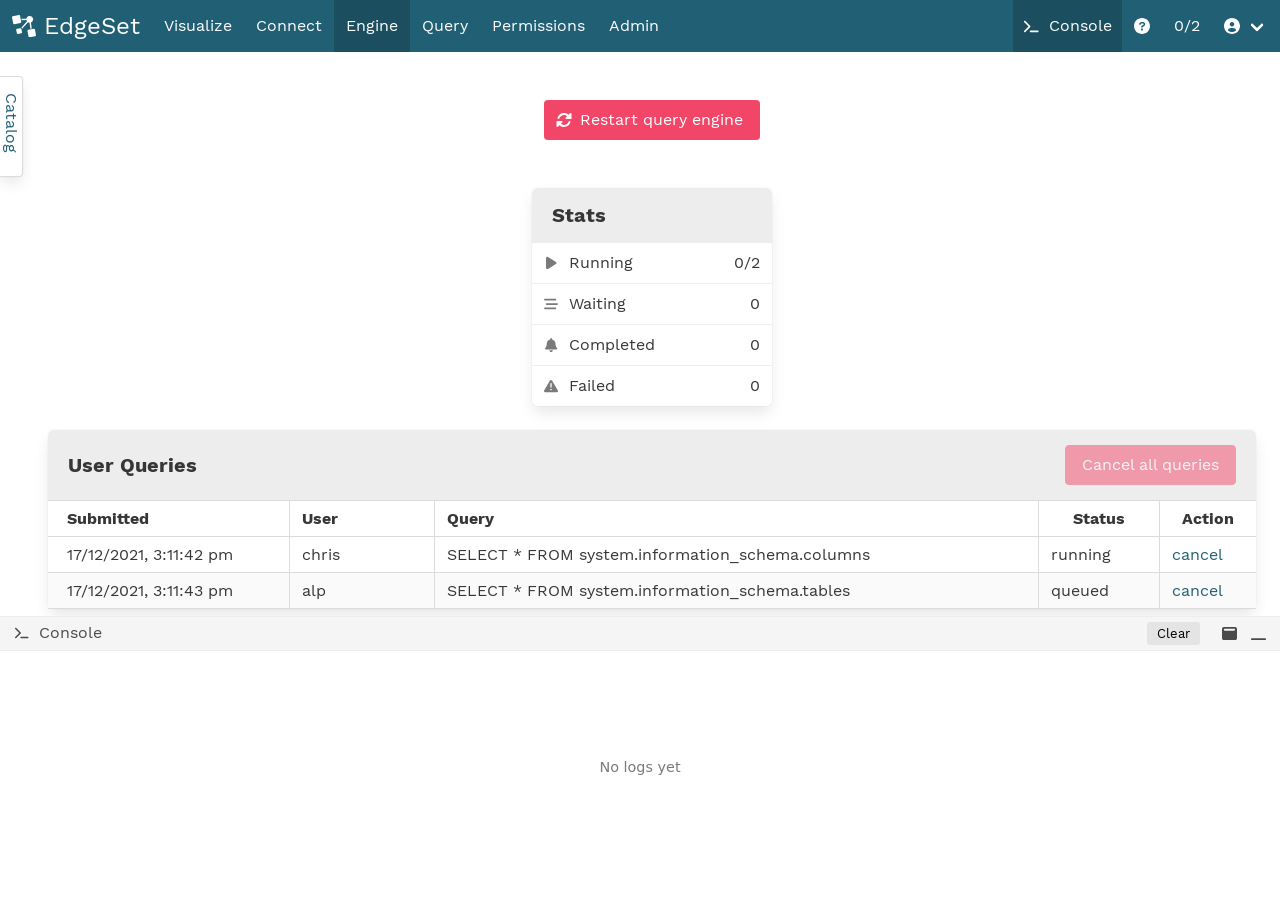 EdgeSet Visualize Connect Engine Query Permissions Admin Console 0/2
Catalog
Restart query engine
Stats
Running 0/2
Waiting 0
Completed 0
Failed 0
User Queries Cancel all queries
Submitted User Query Status Action
17/12/2021, 3:11:42 pm chris SELECT * FROM system.information_schema.columns running cancel
17/12/2021, 3:11:43 pm alp SELECT * FROM system.information_schema.tables queued cancel
Console Clear
No logs yet